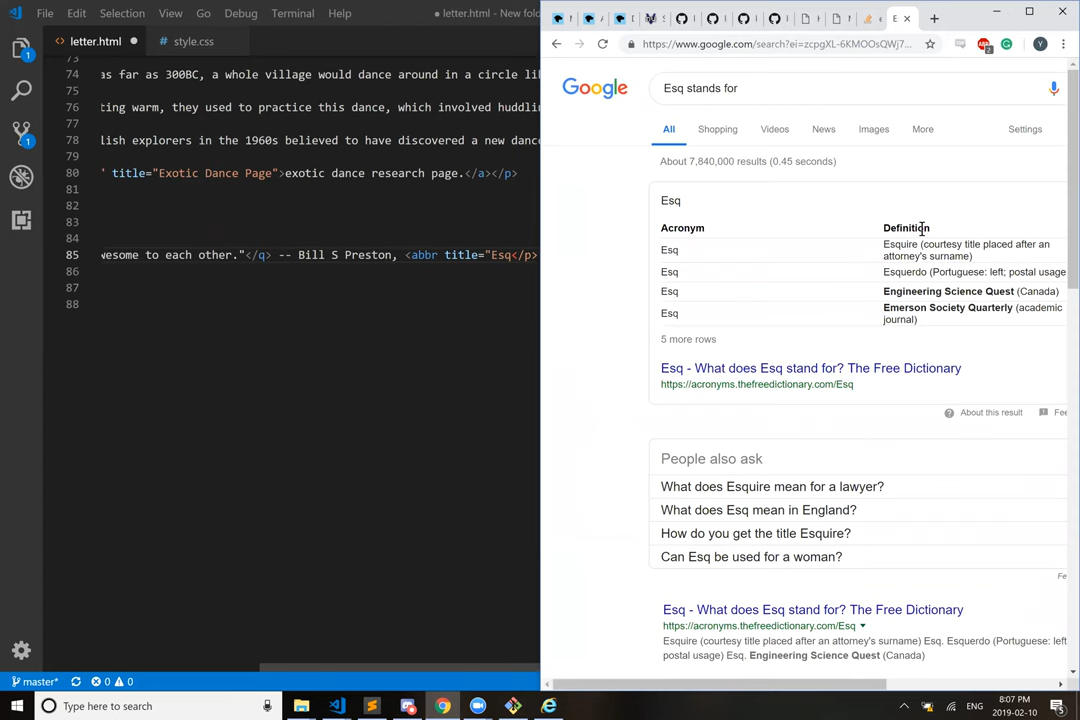 File Edit Selection View Go Debug Terminal Help
● letter.html - New fold
letter.html ●
# style.css
1
1
73
74 as far as 300BC, a whole village would dance around in a circle li
75
76 cing warm, they used to practice this dance, which involved huddlin
77
78 lish explorers in the 1960s believed to have discovered a new danc
79
80 " title="Exotic Dance Page">exotic dance research page.</a></p>
81
82
83
84
85 wesome to each other."</q> -- Bill S Preston, <abbr title="Esq</p>
86
87
88
master* 0 0
https://www.google.com/search?ei=zcpgXL-6KMOOsQWj7...
2
Y
Google
Esq stands for
All Shopping Videos News Images More Settings
About 7,840,000 results (0.45 seconds)
Esq
Acronym Definition
Esq Esquire (courtesy title placed after an
attorney's surname)
Esq Esquerdo (Portuguese: left; postal usage
Esq Engineering Science Quest (Canada)
Esq Emerson Society Quarterly (academic
journal)
5 more rows
Esq - What does Esq stand for? The Free Dictionary
https://acronyms.thefreedictionary.com/Esq
About this result Fee
People also ask
What does Esquire mean for a lawyer?
What does Esq mean in England?
How do you get the title Esquire?
Can Esq be used for a woman?
Fe
Esq - What does Esq stand for? The Free Dictionary
https://acronyms.thefreedictionary.com/Esq
Esquire (courtesy title placed after an attorney's surname) Esq. Esquerdo (Portuguese: left
postal usage) Esq. Engineering Science Quest (Canada)
Type here to search
ENG
8:07 PM
2019-02-10
5